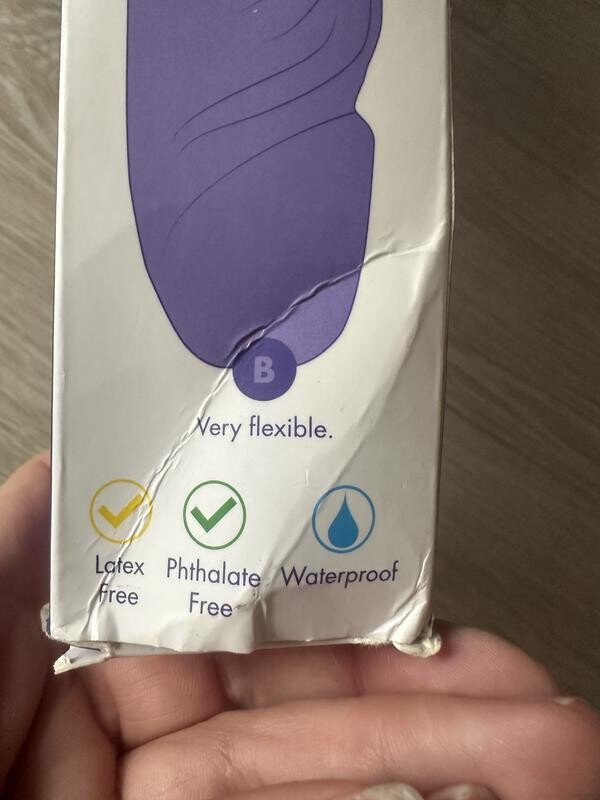 B
Very flexible.
Latex
Free
Phthalate
Free
Waterproof